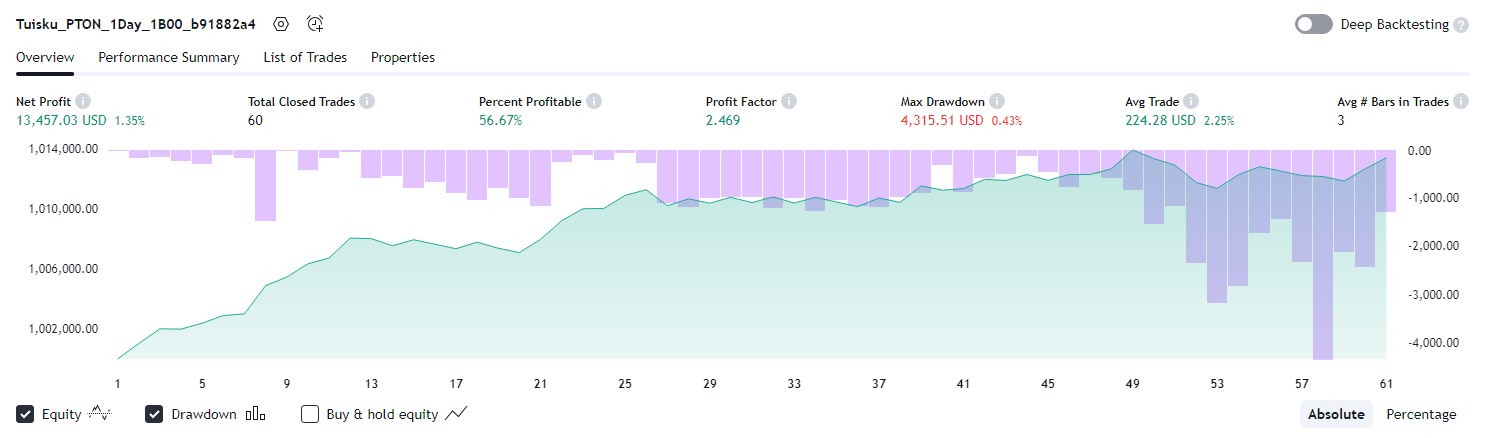 Tuisku_PTON_1Day_1B00_b91882a4
Deep Backtesting ?
Overview Performance Summary List of Trades Properties
Net Profit i Total Closed Trades i Percent Profitable i Profit Factor i Max Drawdown i Avg Trade i Avg # Bars in Trades i
13,457.03 USD 1.35% 60 56.67% 2.469 4,315.51 USD 0.43% 224.28 USD 2.25% 3
1,014,000.00 0.00
1,010,000.00 -1,000.00
1,006,000.00 -2,000.00
1,002,000.00 -3,000.00
-4,000.00
1 5 9 13 17 21 25 29 33 37 41 45 49 53 57 61
Equity Drawdown Buy & hold equity Absolute Percentage